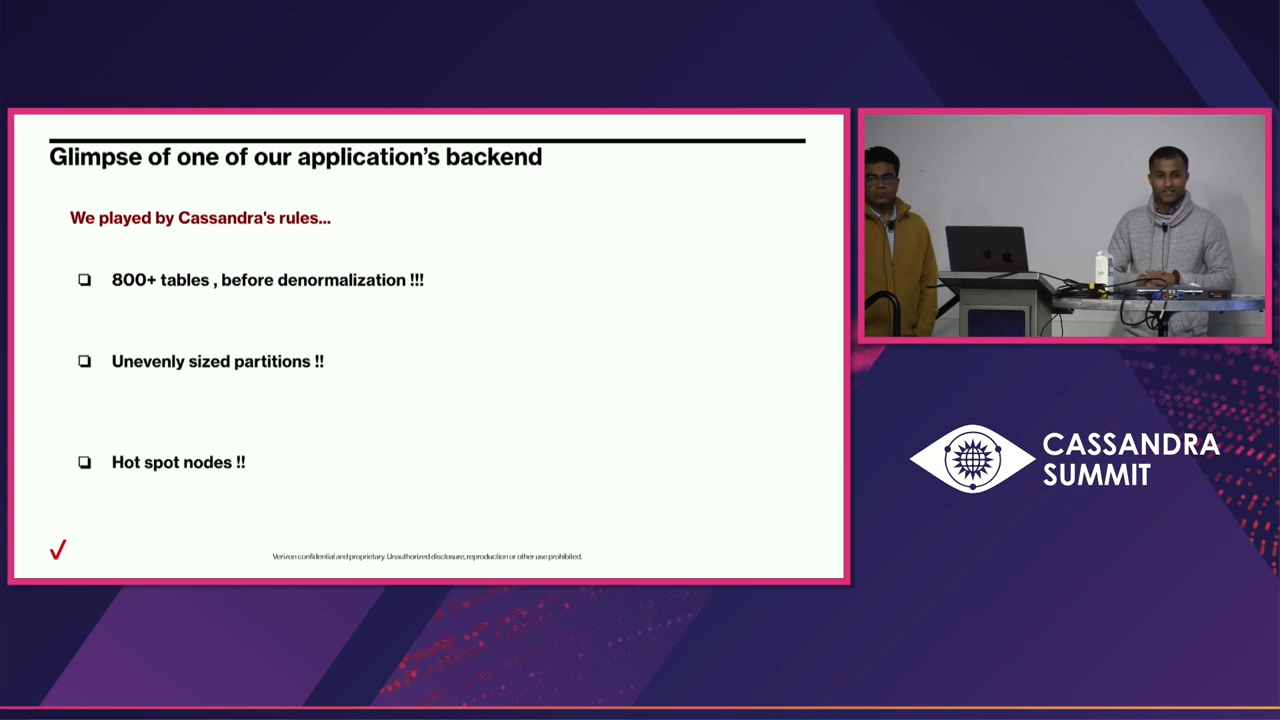 Glimpse of one of our application's backend
We played by Cassandra's rules...
800+ tables , before denormalization !!!
Unevenly sized partitions !!
Hot spot nodes !!
Verizon confidential and proprietary. Unauthorized disclosure, reproduction or other use prohibited.
CASSANDRA
SUMMIT